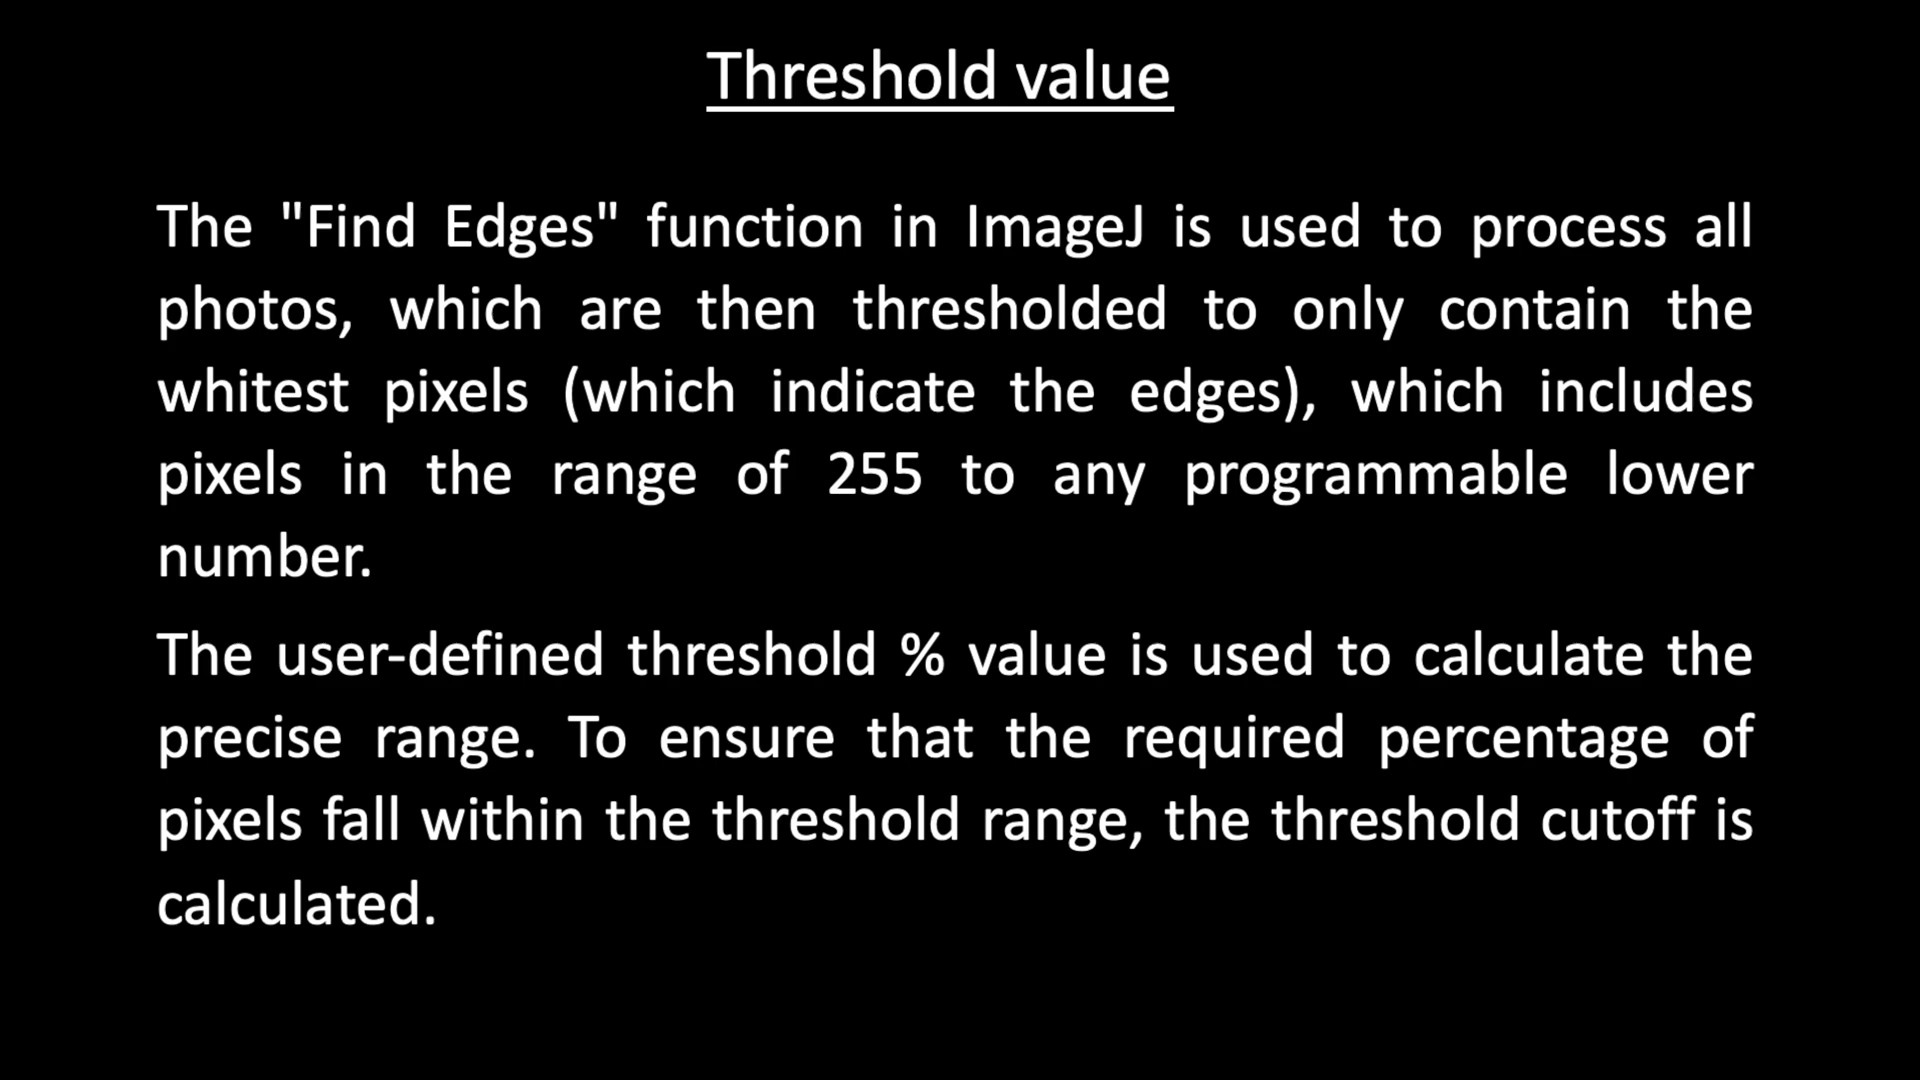 Threshold value
The "Find Edges" function in ImageJ is used to process all
photos, which are then thresholded to only contain the
whitest pixels (which indicate the edges), which includes
pixels in the range of 255 to any programmable lower
number.
The user-defined threshold % value is used to calculate the
precise range. To ensure that the required percentage of
pixels fall within the threshold range, the threshold cutoff is
calculated.